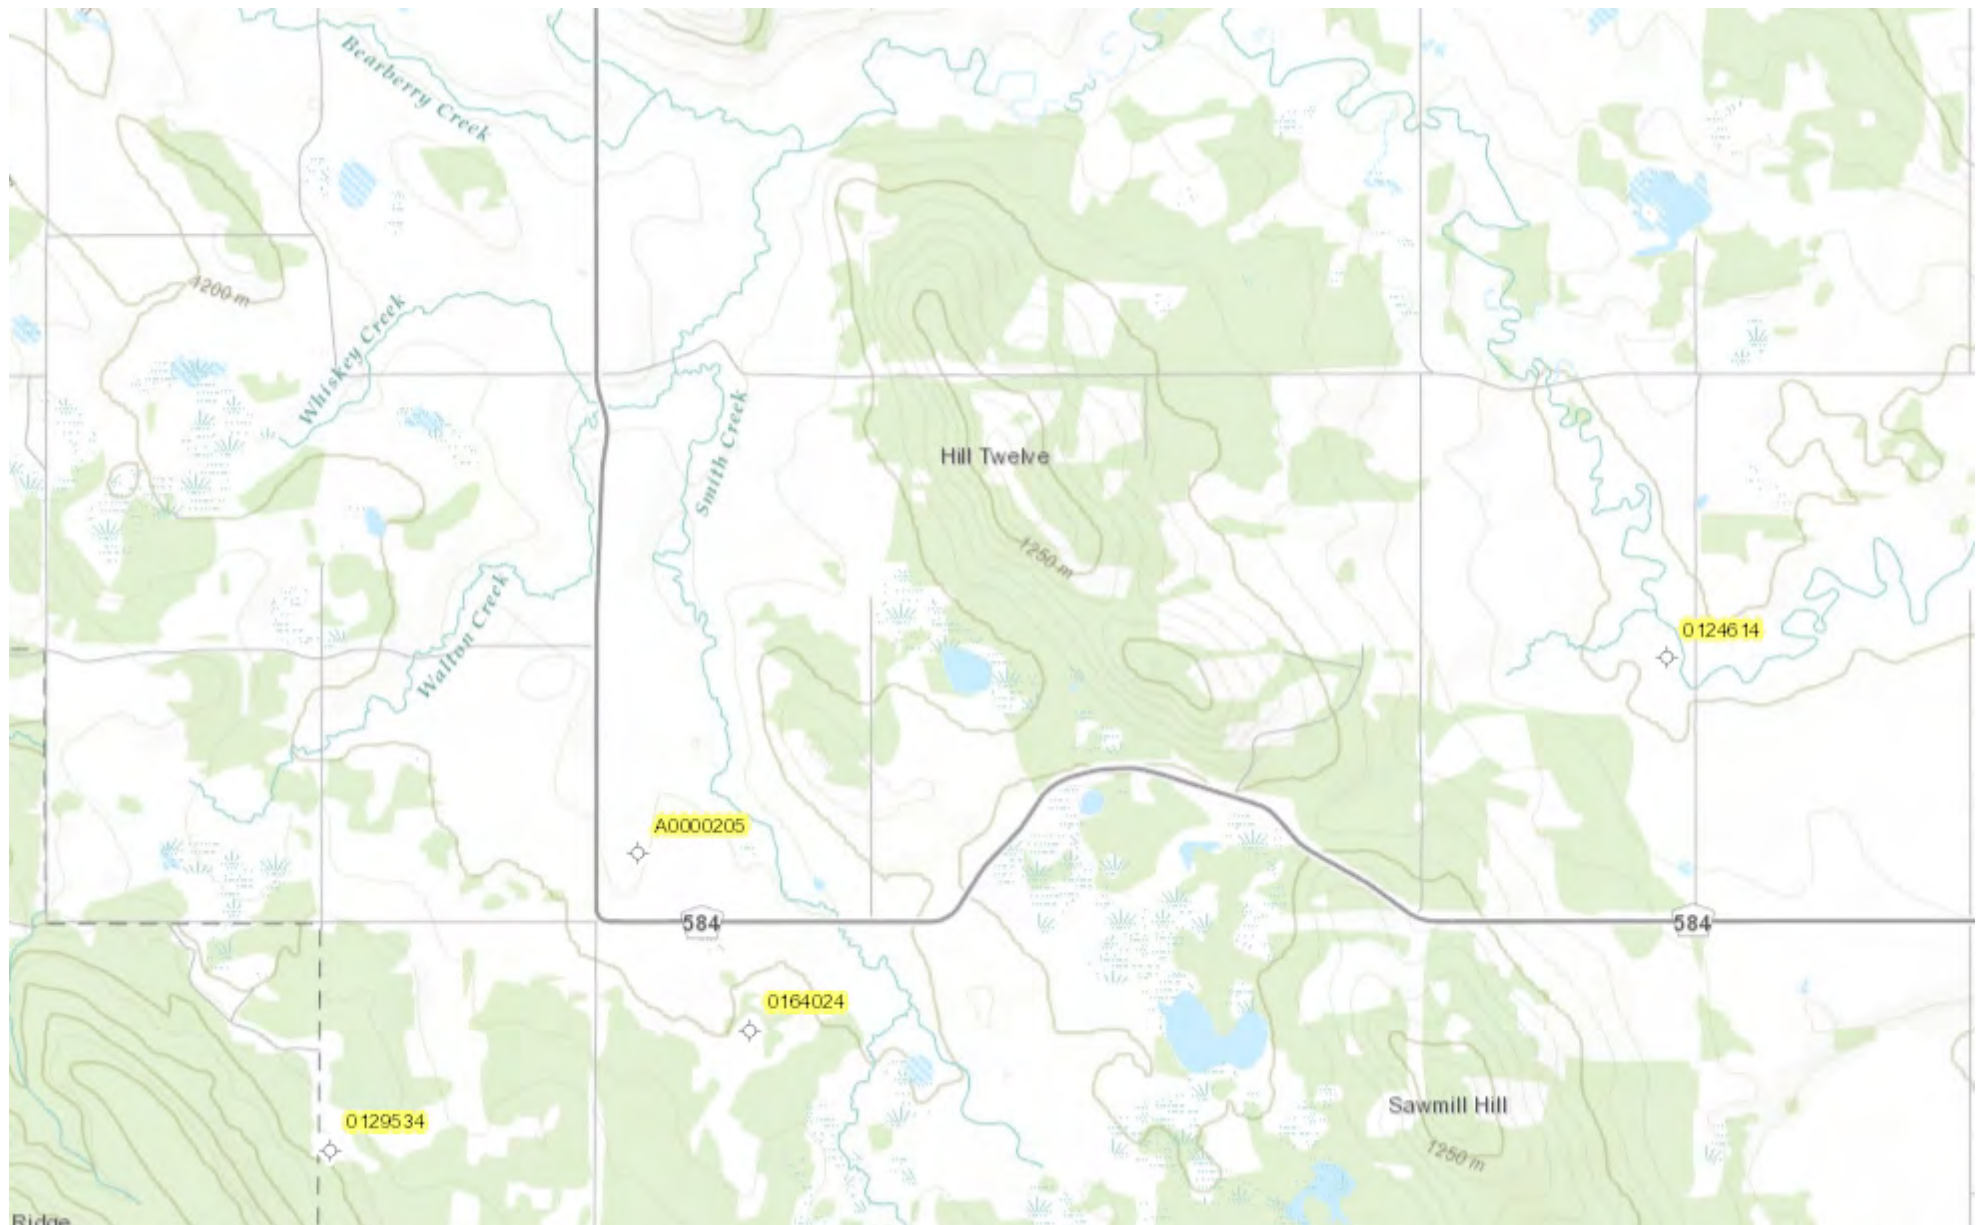 Bearberry Creek
1200 m
Whiskey Creek
Smith Creek
Hill Twelve
1250 m
Walton Creek
0124614
A0000205
584
584
0164024
0129534
Sawmill Hill
1250 m
Ridge